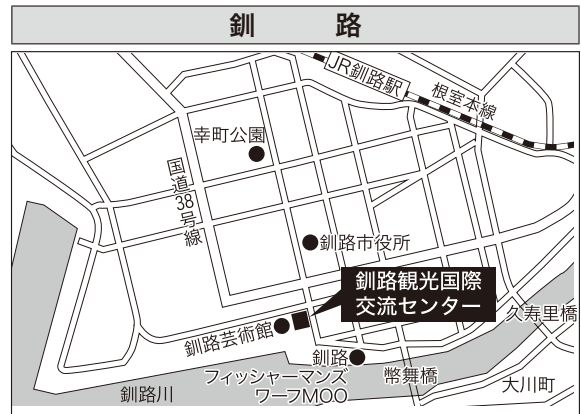 釧路
JR釧路駅
根室本線
幸町公園
国道38号線
釧路市役所
釧路観光国際
交流センター
久寿里橋
釧路芸術館
釧路
フィッシャーマンズ
ワーフMOO
幣舞橋
大川町
釧路川